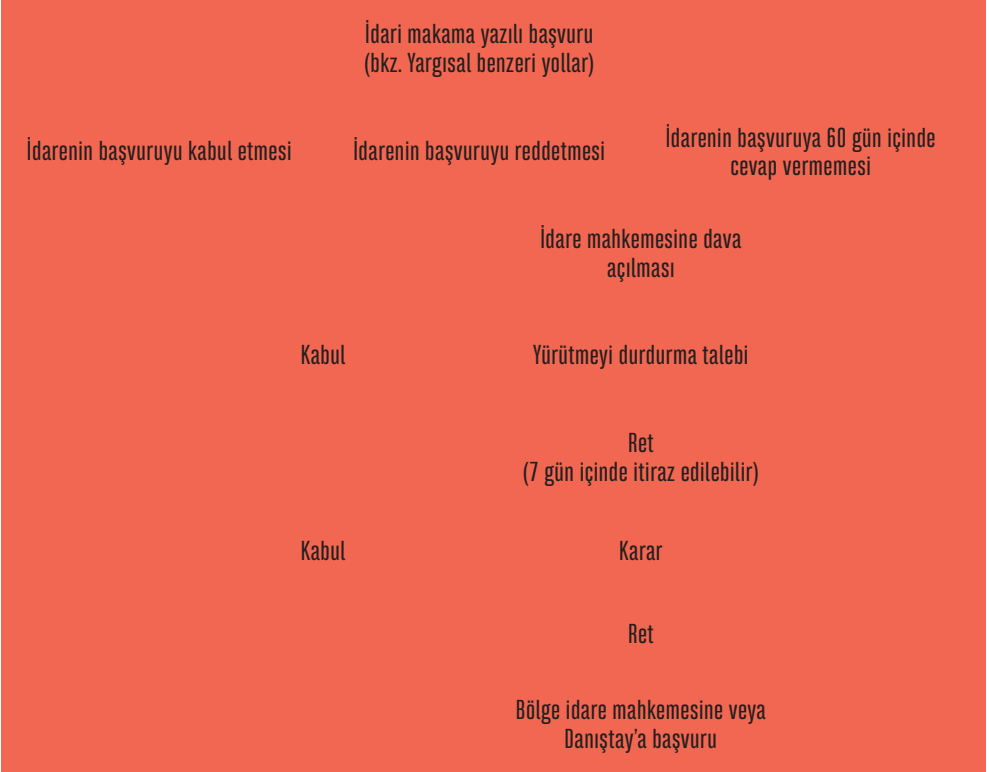 İdari makama yazılı başvuru
(bkz. Yargısal benzeri yollar)
İdarenin başvuruyu kabul etmesi
İdarenin başvuruyu reddetmesi
İdarenin başvuruya 60 gün içinde
cevap vermemesi
İdare mahkemesine dava
açılması
Kabul
Yürütmeyi durdurma talebi
Ret
(7 gün içinde itiraz edilebilir)
Kabul
Karar
Ret
Bölge idare mahkemesine veya
Danıştay’a başvuru